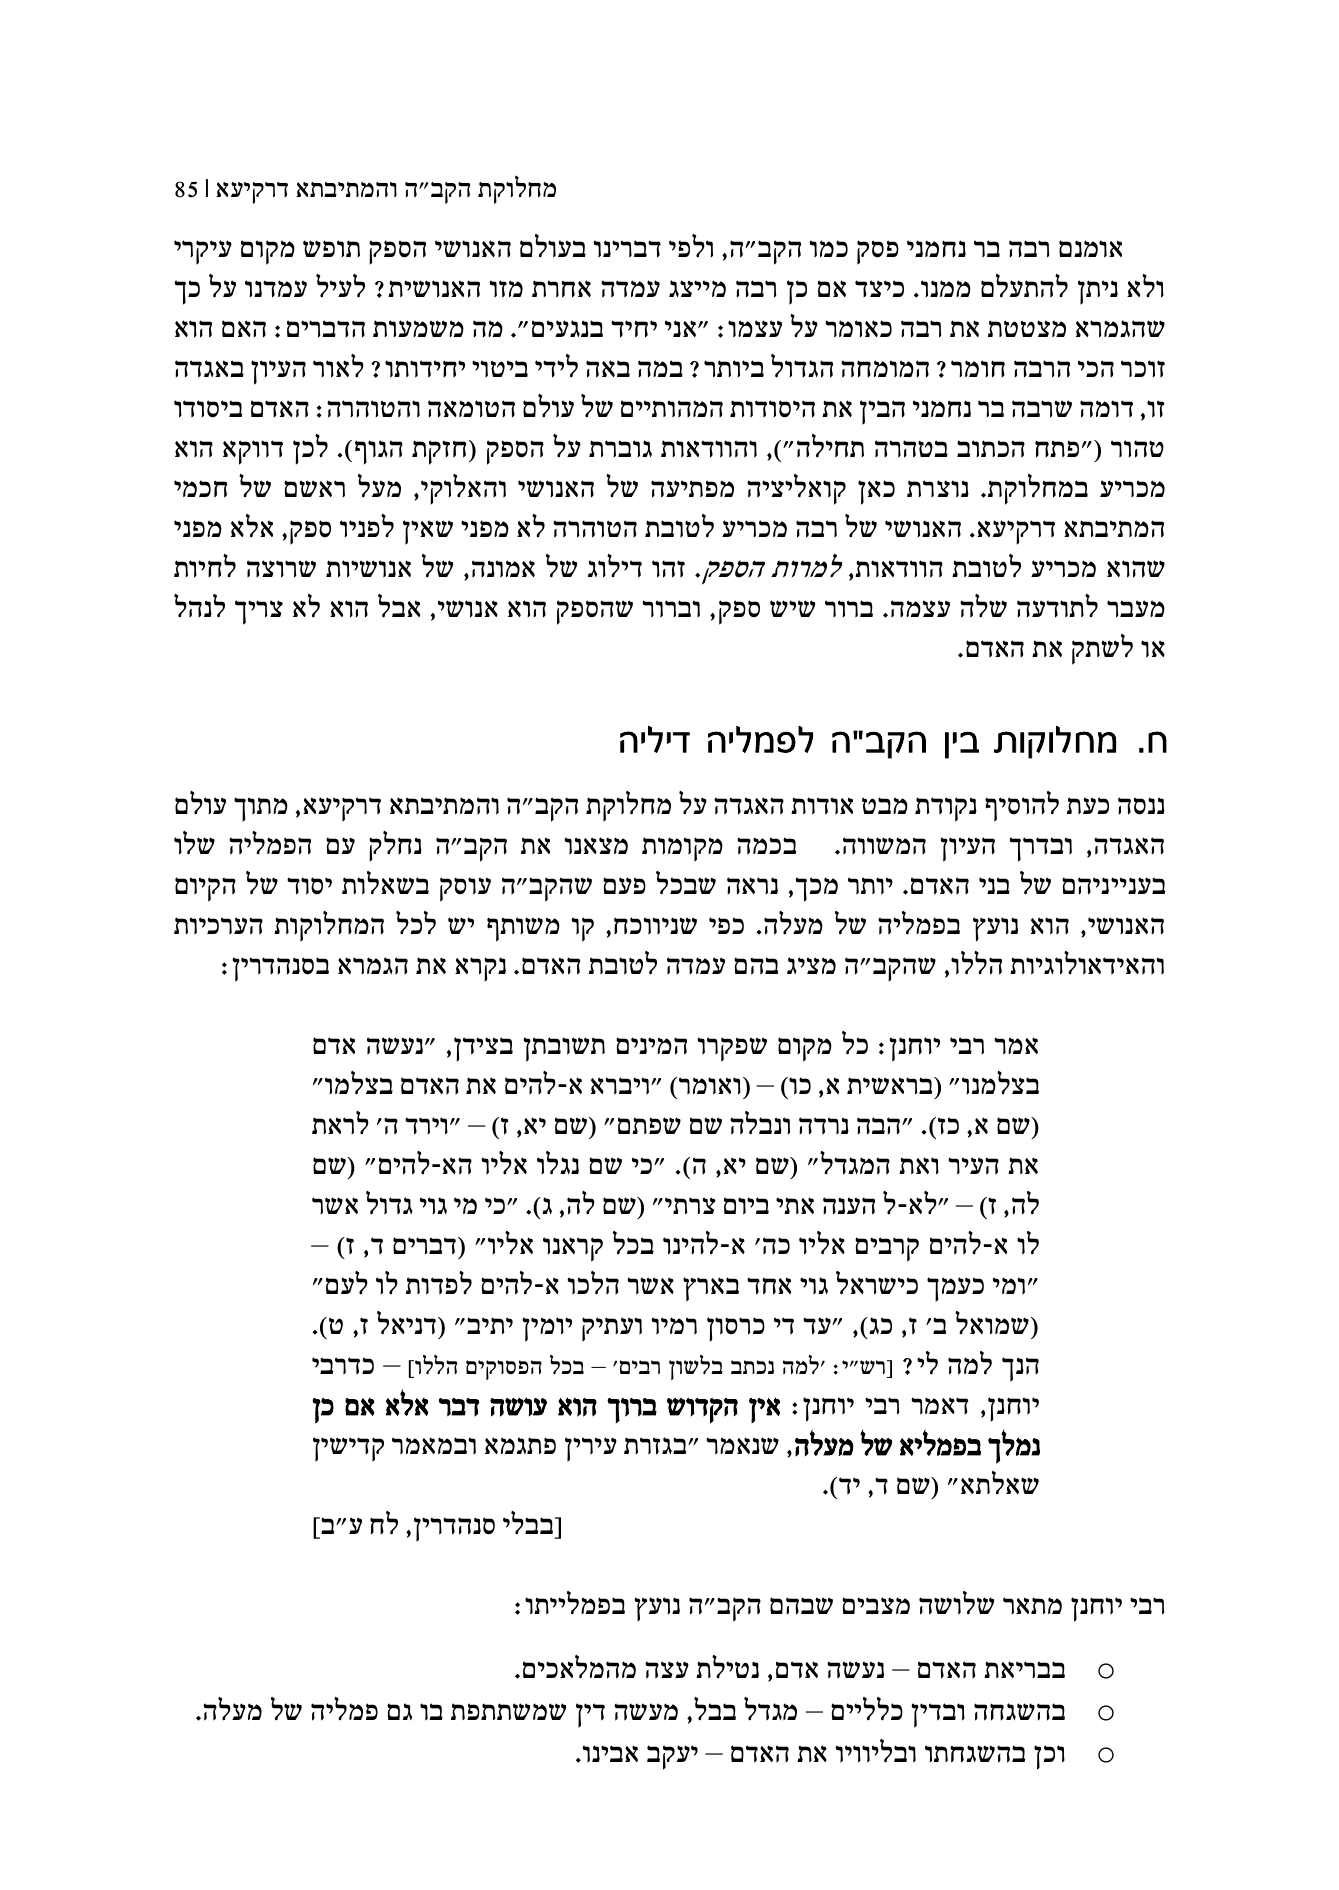 מחלוקת הקב״ה והמתיבתא דרקיעא | 85
אומנם רבה בר נחמני פסק כמו הקב״ה, ולפי דברינו בעולם האנושי הספק תופש מקום עיקרי
ולא ניתן להתעלם ממנו. כיצד אם כן רבה מייצג עמדה אחרת מזו האנושית? לעיל עמדנו על כך
שהגמרא מצטטת את רבה כאומר על עצמו: ״אני יחיד בנגעים״. מה משמעות הדברים: האם הוא
זוכר הכי הרבה חומר? המומחה הגדול ביותר? במה באה לידי ביטוי יחידותו? לאור העיון באגדה
זו, דומה שרבה בר נחמני הבין את היסודות המהותיים של עולם הטומאה והטוהרה: האדם ביסודו
טהור (״פתח הכתוב בטהרה תחילה״), והוודאות גוברת על הספק (חזקת הגוף). לכן דווקא הוא
מכריע במחלוקת. נוצרת כאן קואליציה מפתיעה של האנושי והאלוקי, מעל ראשם של חכמי
המתיבתא דרקיעא. האנושי של רבה מכריע לטובת הטוהרה לא מפני שאין לפניו ספק, אלא מפני
שהוא מכריע לטובת הוודאות, למרות הספק. זהו דילוג של אמונה, של אנושיות שרוצה לחיות
מעבר לתודעה שלה עצמה. ברור שיש ספק, וברור שהספק הוא אנושי, אבל הוא לא צריך לנהל
או לשתק את האדם.
ח. מחלוקות בין הקב"ה לפמליה דיליה
ננסה כעת להוסיף נקודת מבט אודות האגדה על מחלוקת הקב״ה והמתיבתא דרקיעא, מתוך עולם
האגדה, ובדרך העיון המשווה. בכמה מקומות מצאנו את הקב״ה נחלק עם הפמליה שלו
בענייניהם של בני האדם. יותר מכך, נראה שבכל פעם שהקב״ה עוסק בשאלות יסוד של הקיום
האנושי, הוא נועץ בפמליה של מעלה. כפי שניווכח, קו משותף יש לכל המחלוקות הערכיות
והאידאולוגיות הללו, שהקב״ה מציג בהם עמדה לטובת האדם. נקרא את הגמרא בסנהדרין:
אמר רבי יוחנן: כל מקום שפקרו המינים תשובתן בצידן, ״נעשה אדם
בצלמנו״ (בראשית א, כו) – (ואומר) ״ויברא א-להים את האדם בצלמו״
(שם א, כז). ״הבה נרדה ונבלה שם שפתם״ (שם יא, ז) – ״וירד ה׳ לראת
את העיר ואת המגדל״ (שם יא, ה). ״כי שם נגלו אליו הא-להים״ (שם
לה, ז) – ״לא-ל הענה אתי ביום צרתי״ (שם לה, ג). ״כי מי גוי גדול אשר
לו א-להים קרבים אליו כה׳ א-להינו בכל קראנו אליו״ (דברים ד, ז) –
״ומי כעמך כישראל גוי אחד בארץ אשר הלכו א-להים לפדות לו לעם״
(שמואל ב׳ ז, כג), ״עד די כרסון רמיו ועתיק יומין יתיב״ (דניאל ז, ט).
הנך למה לי? [רש״י: ׳למה נכתב בלשון רבים׳ – בכל הפסוקים הללו] – כדרבי
יוחנן, דאמר רבי יוחנן: אין הקדוש ברוך הוא עושה דבר אלא אם כן
נמלך בפמליא של מעלה, שנאמר ״בגזרת עירין פתגמא ובמאמר קדישין
שאלתא״ (שם ד, יד).
[בבלי סנהדרין, לח ע״ב]
רבי יוחנן מתאר שלושה מצבים שבהם הקב״ה נועץ בפמלייתו:
○ בבריאת האדם – נעשה אדם, נטילת עצה מהמלאכים.
○ בהשגחה ובדין כלליים – מגדל בבל, מעשה דין שמשתתפת בו גם פמליה של מעלה.
○ וכן בהשגחתו ובליוויו את האדם – יעקב אבינו.